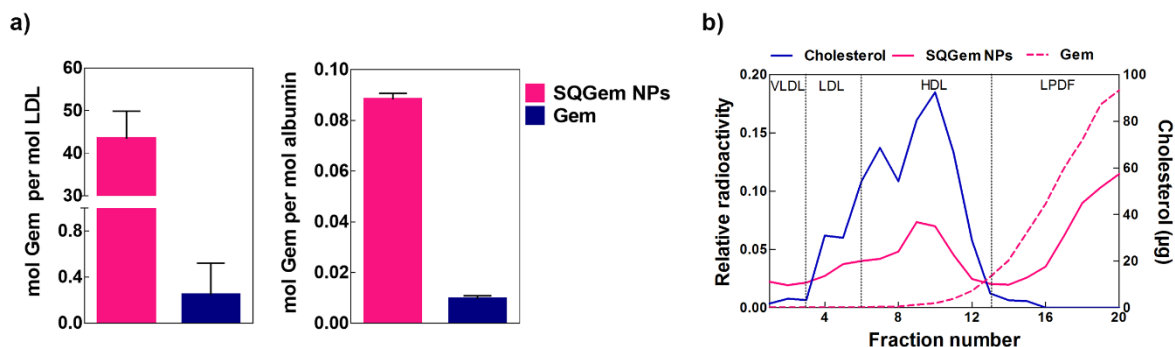 a)
mol Gem per mol LDL
60
50
40
30
0.8
0.4
0.0
mol Gem per mol albumin
0.10
0.08
0.06
0.04
0.02
0.00
SQGem NPs
Gem
b)
Cholesterol SQGem NPs Gem
VLDL LDL HDL LPDF
Relative radioactivity
0.20
0.15
0.10
0.05
0.00
100
80
60
40
20
0
Cholesterol (µg)
4 8 12 16 20
Fraction number